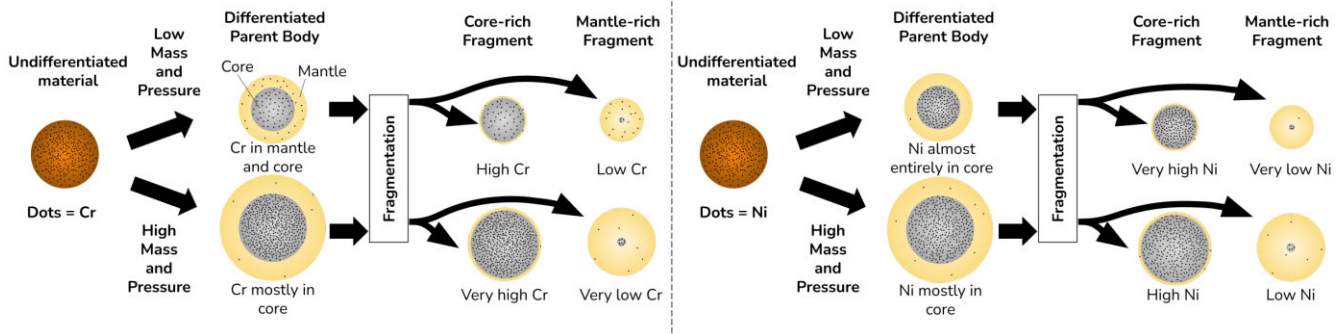 Undifferentiated
material
Dots = Cr
Low
Mass
and
Pressure
High
Mass
and
Pressure
Differentiated
Parent Body
Core
Mantle
Cr in mantle
and core
Cr mostly in
core
Fragmentation
Core-rich
Fragment
High Cr
Very high Cr
Mantle-rich
Fragment
Low Cr
Very low Cr
Undifferentiated
material
Dots = Ni
Low
Mass
and
Pressure
High
Mass
and
Pressure
Differentiated
Parent Body
Ni almost
entirely in core
Ni mostly in
core
Fragmentation
Core-rich
Fragment
Very high Ni
High Ni
Mantle-rich
Fragment
Very low Ni
Low Ni